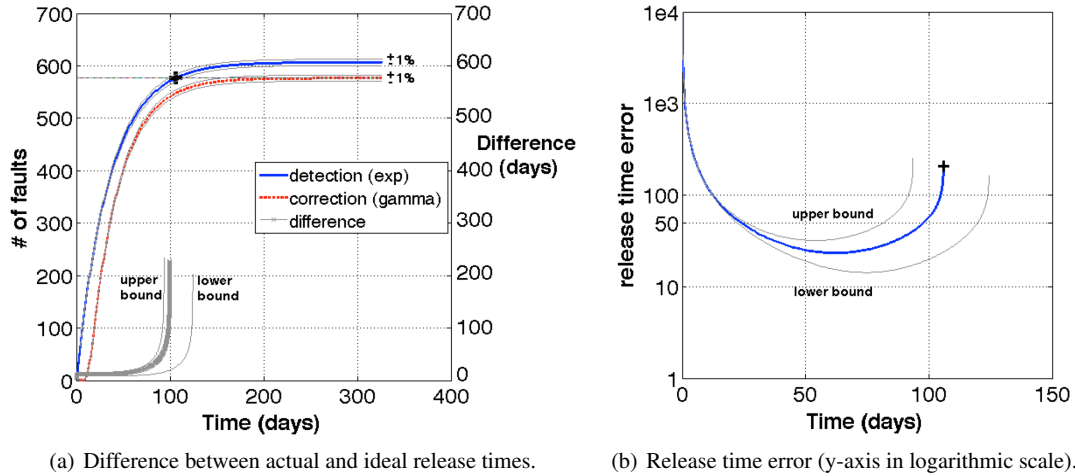 700
600
500
400
300
200
100
0
# of faults
0
100
200
300
400
Time (days)
700
600
500
400
300
200
100
0
Difference
(days)
+
- 1%
+
- 1%
detection (exp)
correction (gamma)
difference
upper
bound
lower
bound
(a) Difference between actual and ideal release times.
1e4
1e3
100
50
10
1
release time error
0
50
100
150
Time (days)
upper bound
lower bound
(b) Release time error (y-axis in logarithmic scale).